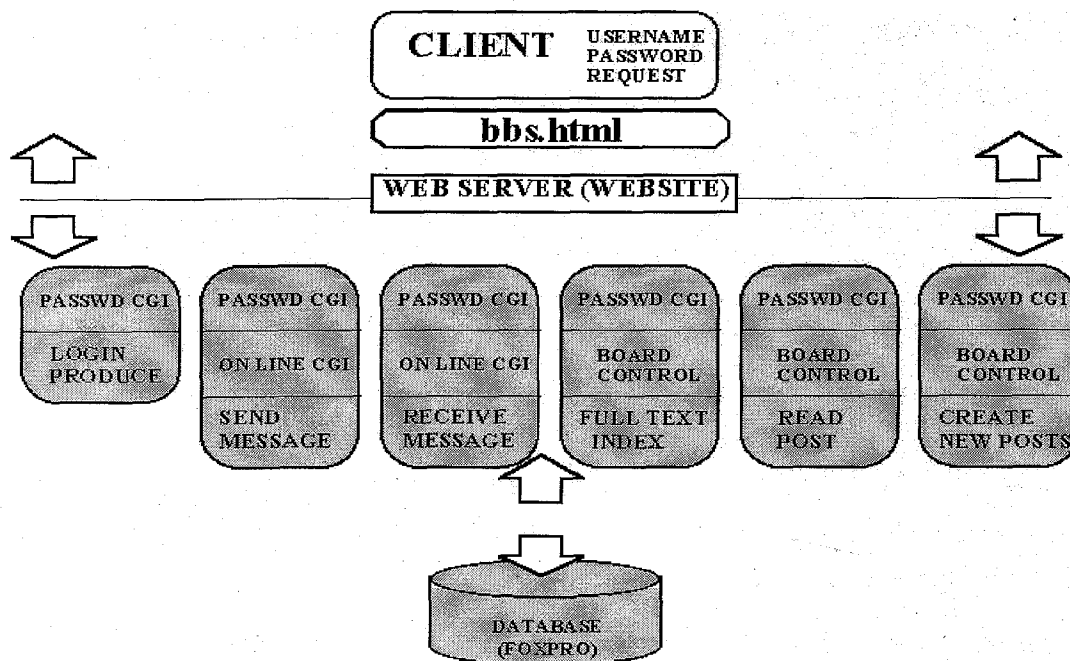 CLIENT
USERNAME
PASSWORD
REQUEST
bbs.html
WEB SERVER (WEBSITE)
PASSWD CGI
LOGIN
PRODUCE
PASSWD CGI
ON LINE CGI
SEND
MESSAGE
PASSWD CGI
ON LINE CGI
RECEIVE
MESSAGE
PASSWD CGI
BOARD
CONTROL
FULL TEXT
INDEX
PASSWD CGI
BOARD
CONTROL
READ
POST
PASSWD CGI
BOARD
CONTROL
CREATE
NEW POSTS
DATABASE
(FOXPRO)